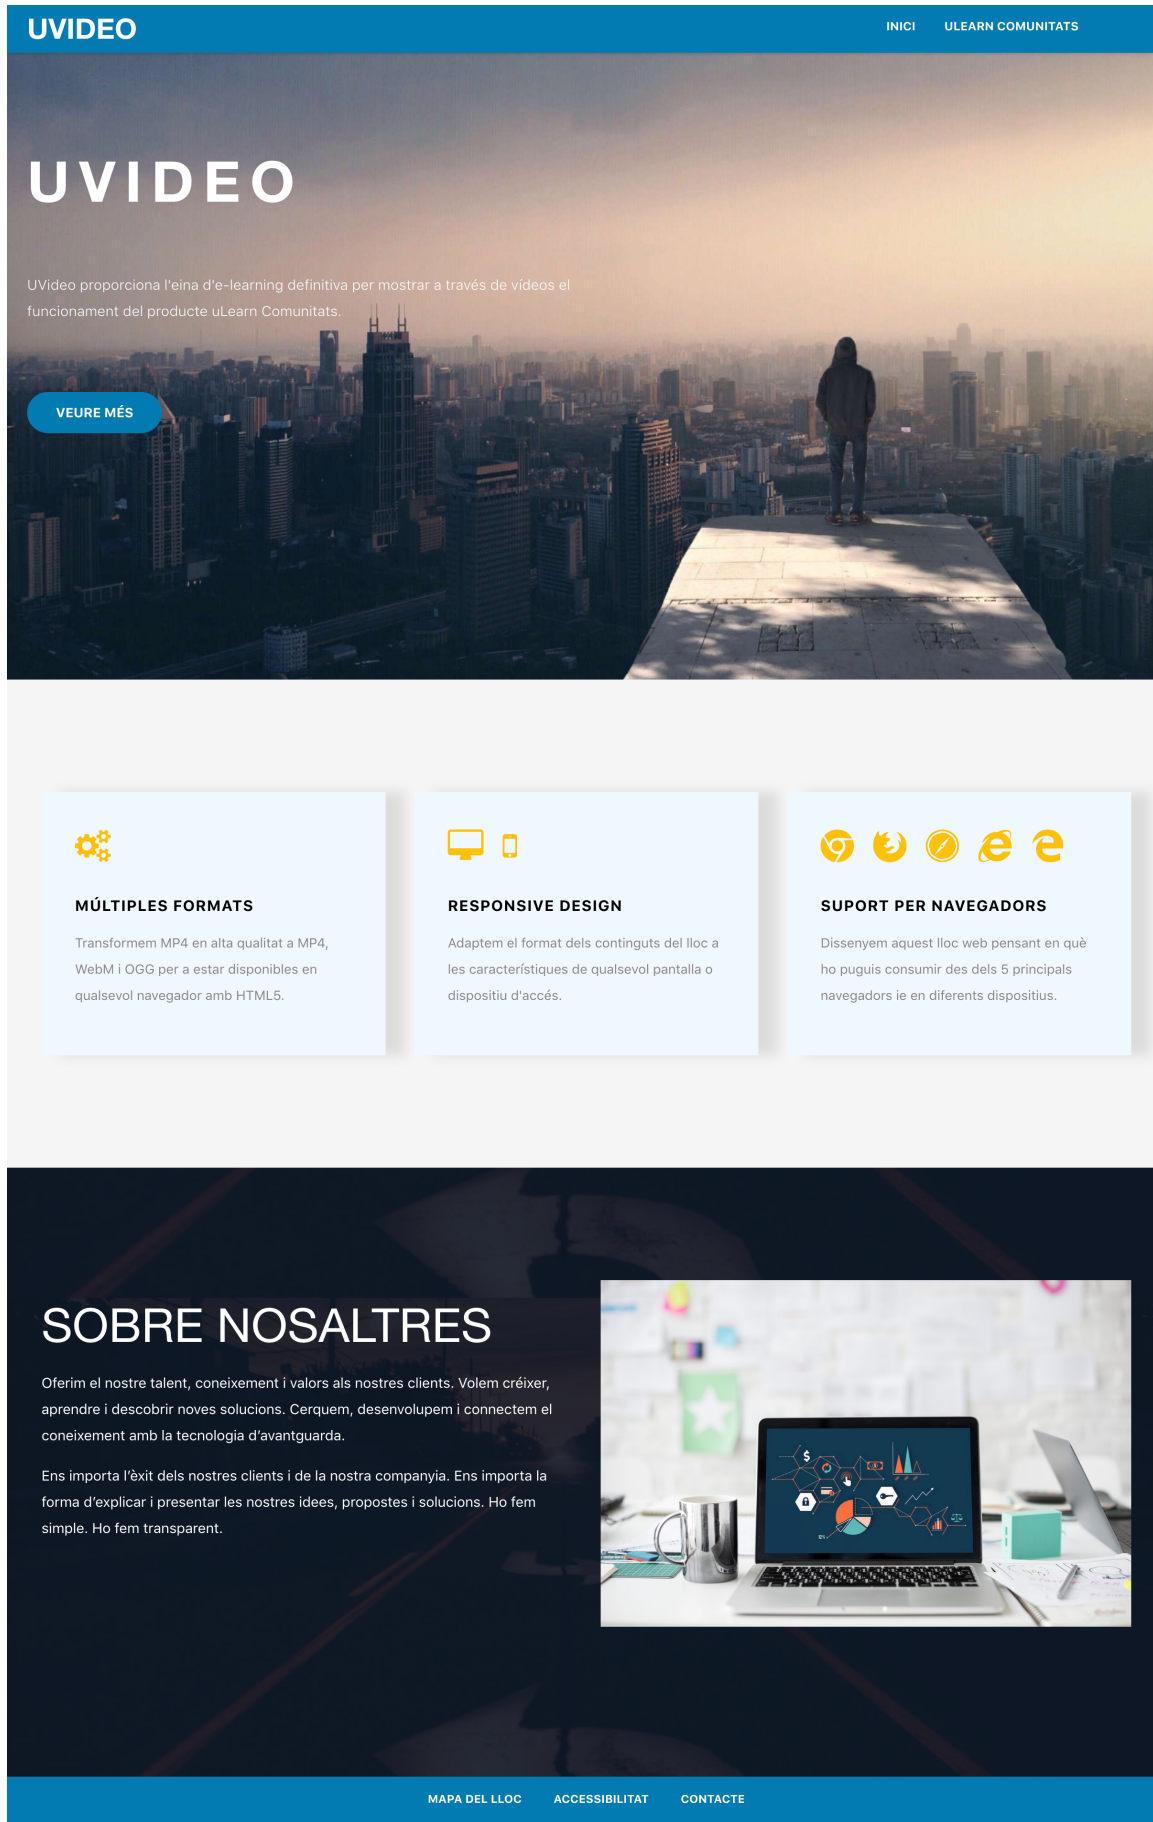 UVIDEO
INICI ULEARN COMUNITATS
UVIDEO
UVideo proporciona l'eina d'e-learning definitiva per mostrar a través de vídeos el
funcionament del producte uLearn Comunitats.
VEURE MÉS
MÚLTIPLES FORMATS
Transformem MP4 en alta qualitat a MP4,
WebM i OGG per a estar disponibles en
qualsevol navegador amb HTML5.
RESPONSIVE DESIGN
Adaptem el format dels continguts del lloc a
les característiques de qualsevol pantalla o
dispositiu d'accés.
SUPORT PER NAVEGADORS
Dissenyem aquest lloc web pensant en què
ho puguis consumir des dels 5 principals
navegadors ie en diferents dispositius.
SOBRE NOSALTRES
Oferim el nostre talent, coneixement i valors als nostres clients. Volem créixer,
aprendre i descobrir noves solucions. Cerquem, desenvolupem i connectem el
coneixement amb la tecnologia d’avantguarda.
Ens importa l’èxit dels nostres clients i de la nostra companyia. Ens importa la
forma d’explicar i presentar les nostres idees, propostes i solucions. Ho fem
simple. Ho fem transparent.
MAPA DEL LLOC ACCESSIBILITAT CONTACTE